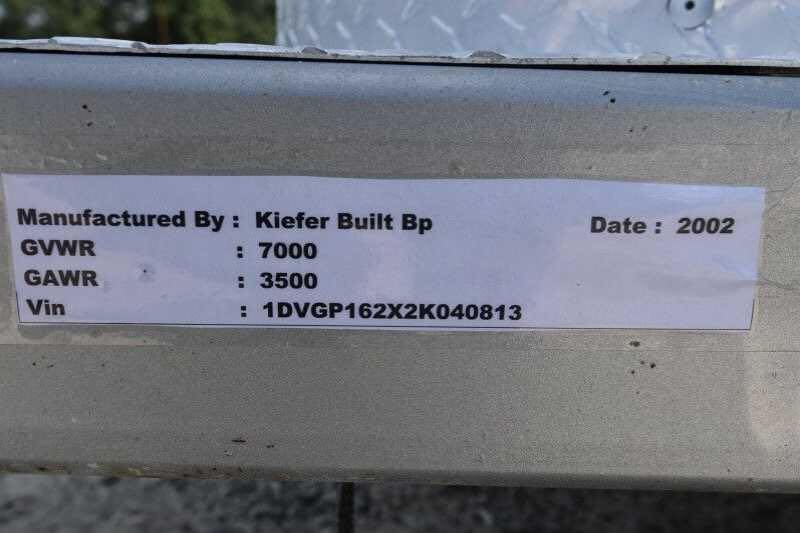 Manufactured By : Kiefer Built Bp Date : 2002
GVWR : 7000
GAWR : 3500
Vin : 1DVGP162X2K040813